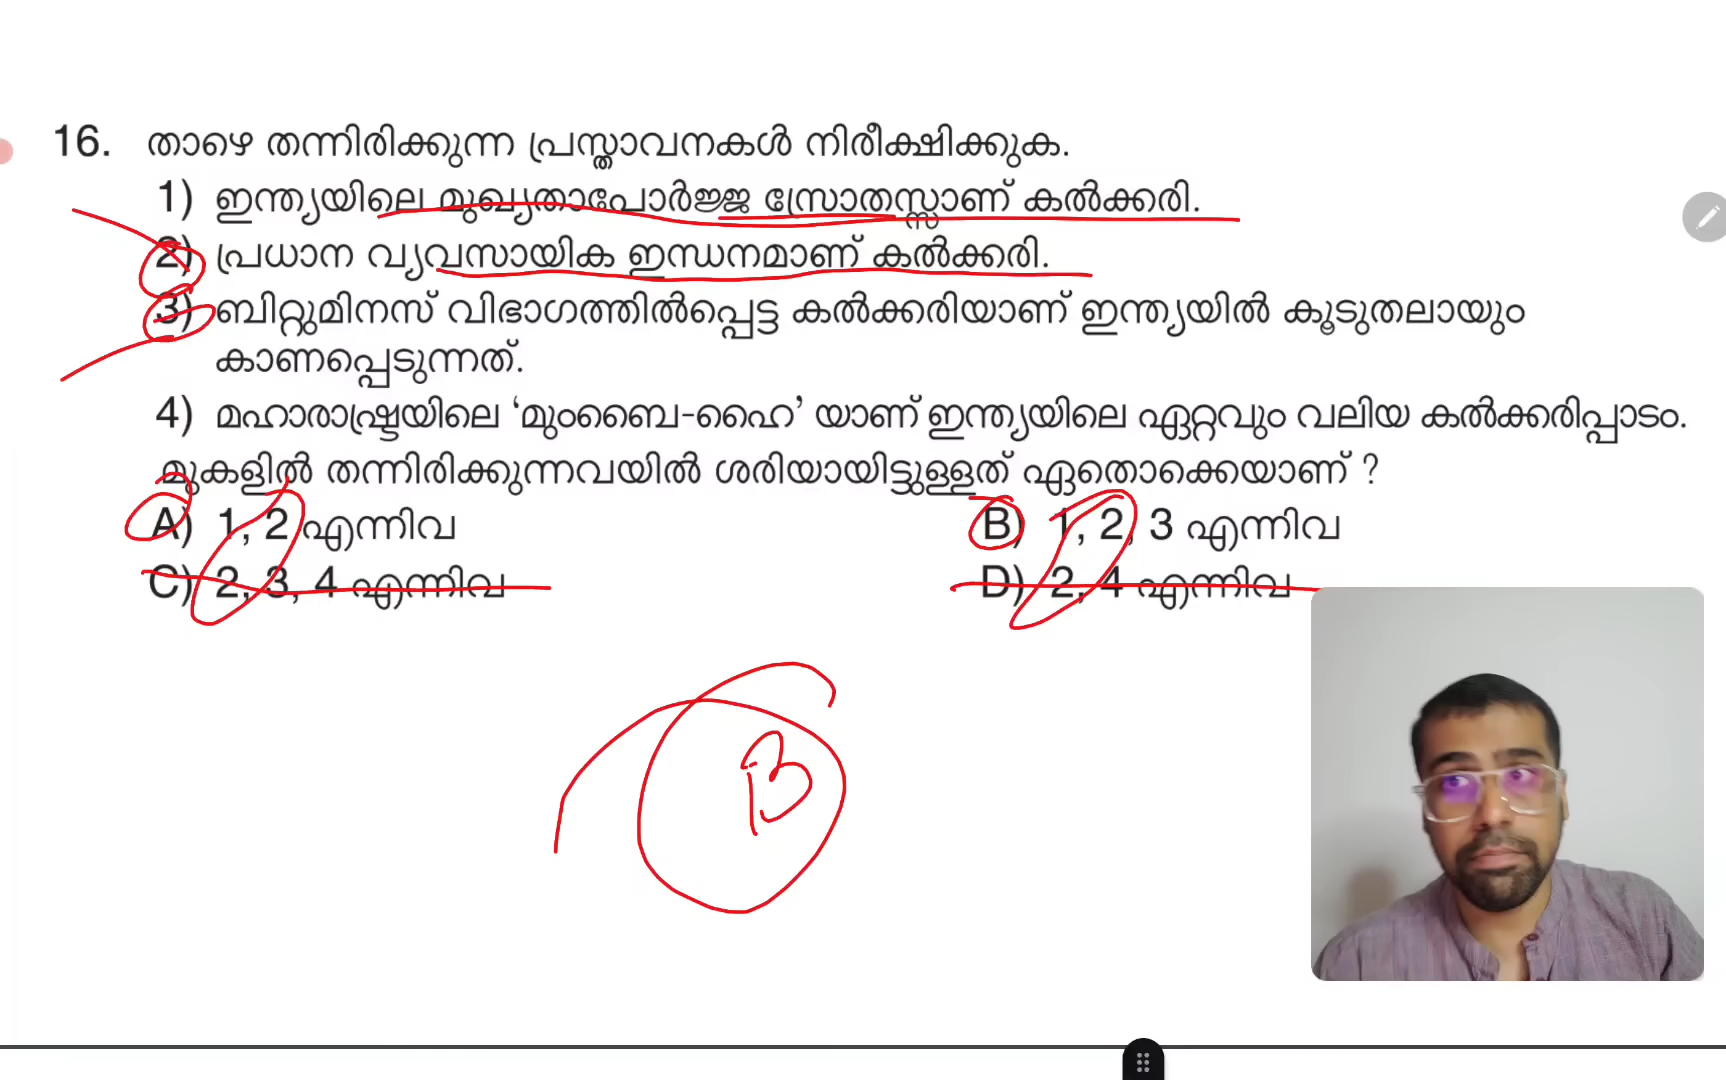 16. താഴെ തന്നിരിക്കുന്ന പ്രസ്താവനകൾ നിരീക്ഷിക്കുക.
1) ഇന്ത്യയിലെ മുഖ്യതാപോർജ്ജ സ്രോതസ്സാണ് കൽക്കരി.
2) പ്രധാന വ്യവസായിക ഇന്ധനമാണ് കൽക്കരി.
3) ബിറ്റുമിനസ് വിഭാഗത്തിൽപ്പെട്ട കൽക്കരിയാണ് ഇന്ത്യയിൽ കൂടുതലായും
കാണപ്പെടുന്നത്.
4) മഹാരാഷ്ട്രയിലെ ‘മുംബൈ-ഹൈ’ യാണ് ഇന്ത്യയിലെ ഏറ്റവും വലിയ കൽക്കരിപ്പാടം.
മുകളിൽ തന്നിരിക്കുന്നവയിൽ ശരിയായിട്ടുള്ളത് ഏതൊക്കെയാണ് ?
A) 1, 2 എന്നിവ B) 1, 2, 3 എന്നിവ
C) 2, 3, 4 എന്നിവ D) 2, 4 എന്നിവ
B